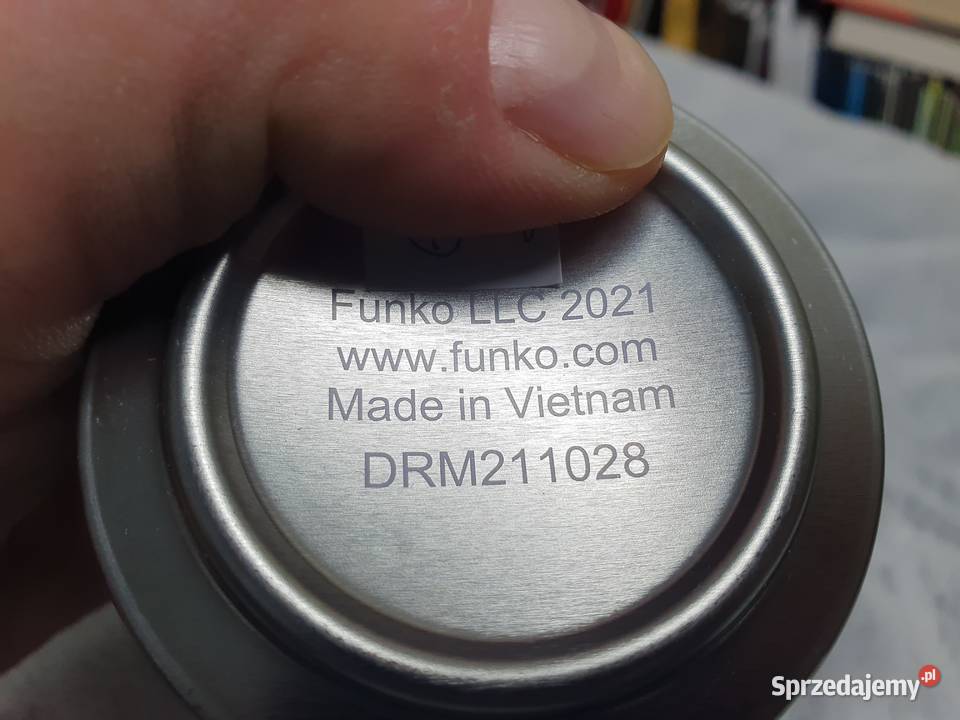 Funko LLC 2021
www.funko.com
Made in Vietnam
DRM211028
Sprzedajemy.pl